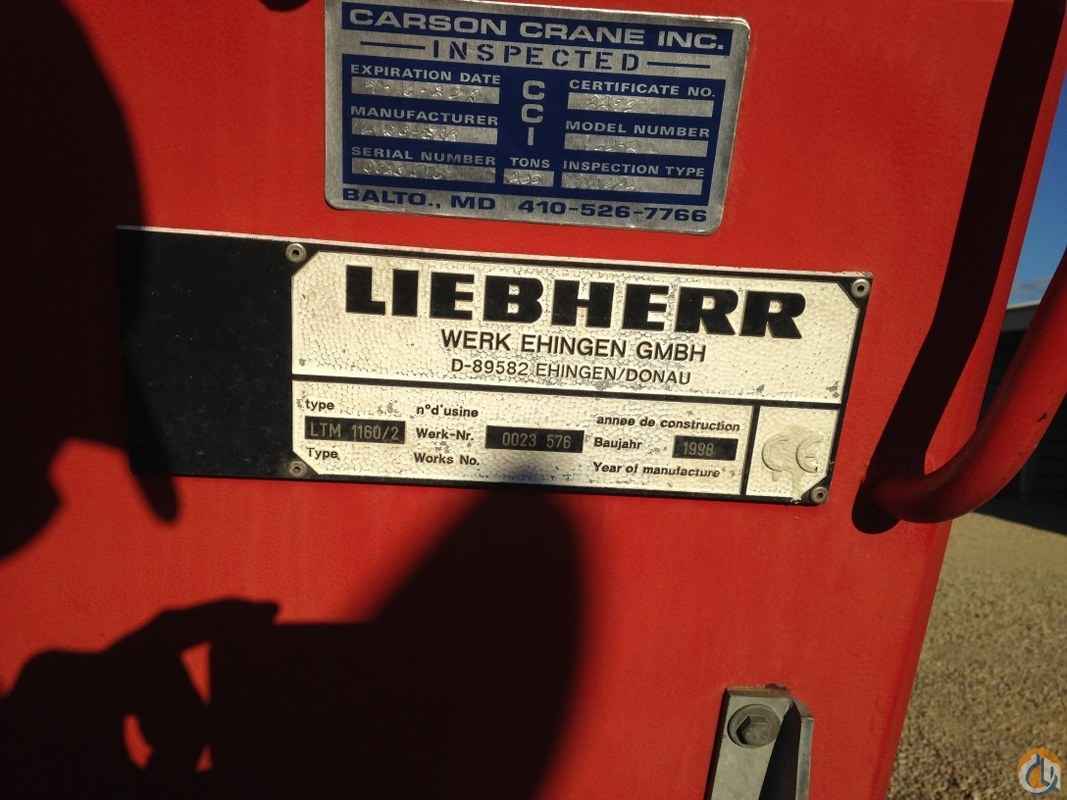 CARSON CRANE INC.
INSPECTED
EXPIRATION DATE
CERTIFICATE NO.
CCI
MANUFACTURER
MODEL NUMBER
SERIAL NUMBER
TONS
INSPECTION TYPE
BALTO., MD 410-526-7766
LIEBHERR
WERK EHINGEN GMBH
D-89582 EHINGEN/DONAU
type
n°d'usine
année de construction
LTM 1160/2
Werk-Nr.
0023 576
Baujahr
1998
Type
Works No.
Year of manufacture
CE